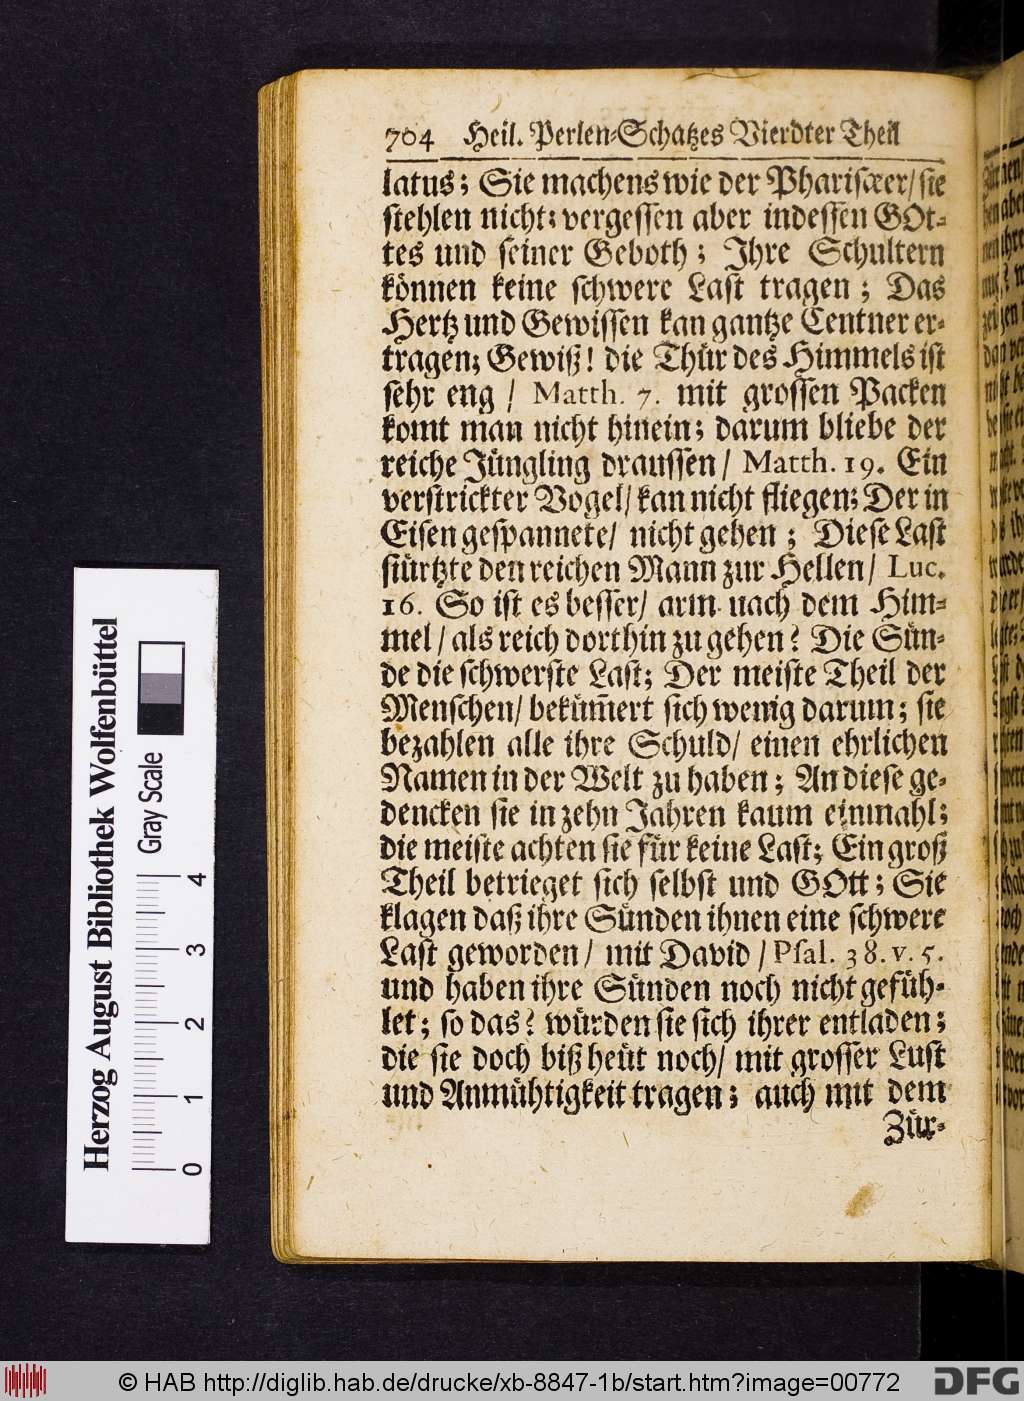 704 Heil. Perlen-Schatzes Vierdter Theil
latus; Sie machens wie der Pharisæer/ sie
stehlen nicht; vergessen aber indessen GOt-
tes und seiner Geboth; Ihre Schultern
können keine schwere Last tragen; Das
Hertz und Gewissen kan gantze Centner er-
tragen; Gewiß! die Thür des Himmels ist
sehr eng / Matth. 7. mit grossen Packen
komt man nicht hinein; darum bliebe der
reiche Jüngling draussen/ Matth. 19. Ein
verstrickter Vogel/ kan nicht fliegen; Der in
Eisen gespannete/ nicht gehen; Diese Last
stürtzte den reichen Mann zur Hellen/ Luc.
16. So ist es besser/ arm nach dem Him-
mel/ als reich dorthin zu gehen? Die Sün-
de die schwerste Last; Der meiste Theil der
Menschen/ beküm̃ert sich wenig darum; sie
bezahlen alle ihre Schuld/ einen ehrlichen
Namen in der Welt zu haben; An diese ge-
dencken sie in zehn Jahren kaum einmahl;
die meiste achten sie für keine Last; Ein groß
Theil betrieget sich selbst und GOtt; Sie
klagen daß ihre Sünden ihnen eine schwere
Last geworden/ mit David/ Psal. 38. v. 5.
und haben ihre Sünden noch nicht gefüh-
let; so das? würden sie sich ihrer entladen;
die sie doch biß heüt noch/ mit grosser Lust
und Anmühtigkeit tragen; auch mit dem
Zür-
Herzog August Bibliothek Wolfenbüttel
Gray Scale
0 1 2 3 4
© HAB http://diglib.hab.de/drucke/xb-8847-1b/start.htm?image=00772
DFG